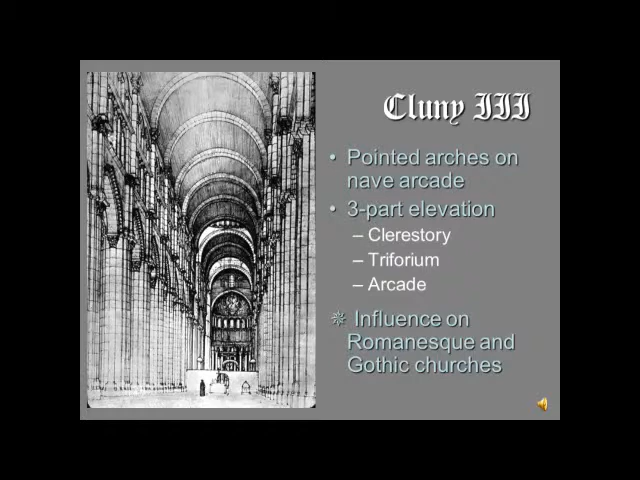 Cluny III
• Pointed arches on
nave arcade
• 3-part elevation
– Clerestory
– Triforium
– Arcade
❋ Influence on
Romanesque and
Gothic churches